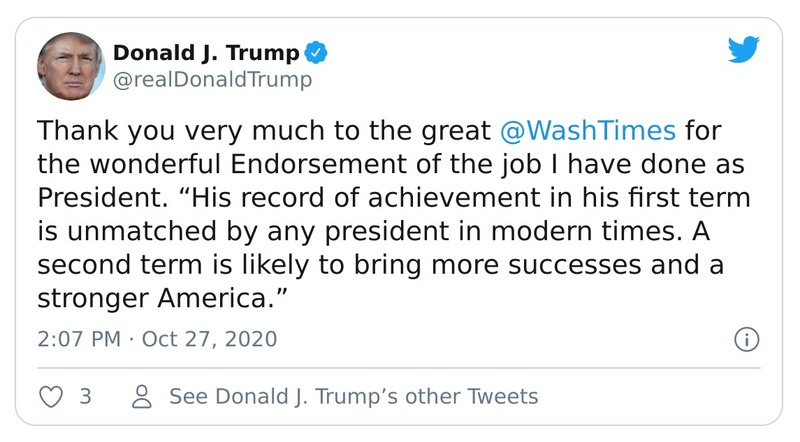 Donald J. Trump
@realDonaldTrump
Thank you very much to the great @WashTimes for
the wonderful Endorsement of the job I have done as
President. “His record of achievement in his first term
is unmatched by any president in modern times. A
second term is likely to bring more successes and a
stronger America.”
2:07 PM · Oct 27, 2020
3 See Donald J. Trump’s other Tweets